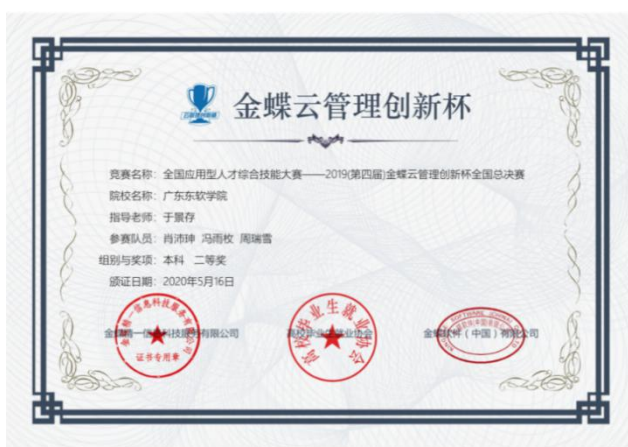 金蝶云管理创新杯
竞赛名称：全国应用型人才综合技能大赛——2019(第四届)金蝶云管理创新杯全国总决赛
院校名称：广东东软学院
指导老师：于景存
参赛队员：肖沛珅 冯雨枚 周瑞雪
组别与奖项：本科 二等奖
颁证日期：2020年5月16日
高校毕业生就业协会
金蝶软件（中国）有限公司
证书专用章